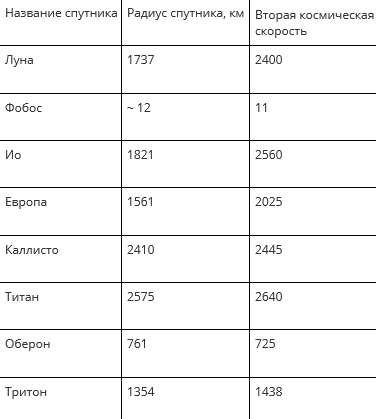 Название спутника Радиус спутника, км Вторая космическая
скорость
Луна 1737 2400
Фобос ~ 12 11
Ио 1821 2560
Европа 1561 2025
Каллисто 2410 2445
Титан 2575 2640
Оберон 761 725
Тритон 1354 1438